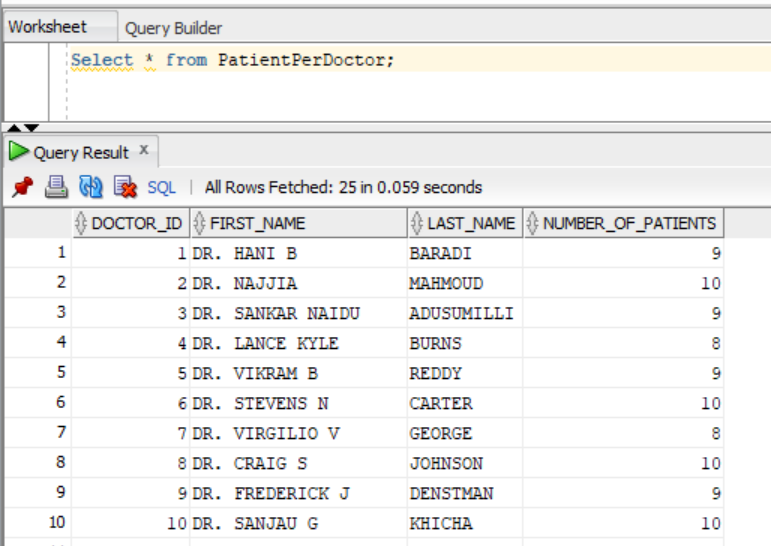 Worksheet Query Builder
Select * from PatientPerDoctor;
Query Result x
SQL | All Rows Fetched: 25 in 0.059 seconds
DOCTOR_ID FIRST_NAME LAST_NAME NUMBER_OF_PATIENTS
1 1 DR. HANI B BARADI 9
2 2 DR. NAJJIA MAHMOUD 10
3 3 DR. SANKAR NAIDU ADUSUMILLI 9
4 4 DR. LANCE KYLE BURNS 8
5 5 DR. VIKRAM B REDDY 9
6 6 DR. STEVENS N CARTER 10
7 7 DR. VIRGILIO V GEORGE 8
8 8 DR. CRAIG S JOHNSON 10
9 9 DR. FREDERICK J DENSTMAN 9
10 10 DR. SANJAU G KHICHA 10